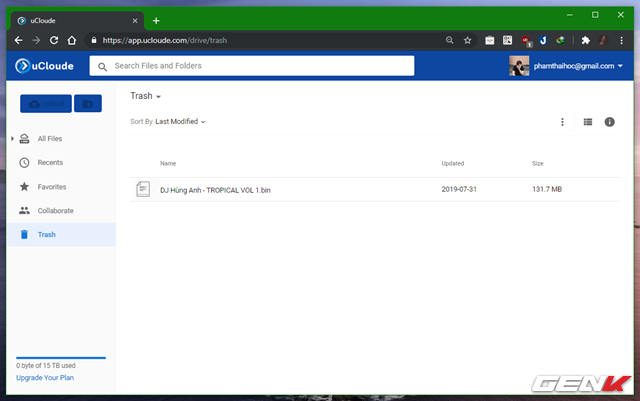 uCloude
https://app.ucloude.com/drive/trash
1
uCloude
Search Files and Folders
phamthaihoc@gmail.com
Upload
Trash
Sort By Last Modified
All Files
Recents
Favorites
Collaborate
Trash
Name Updated Size
DJ Hùng Anh - TROPICAL VOL 1.bin 2019-07-31 131.7 MB
0 byte of 15 TB used
Upgrade Your Plan
GENK